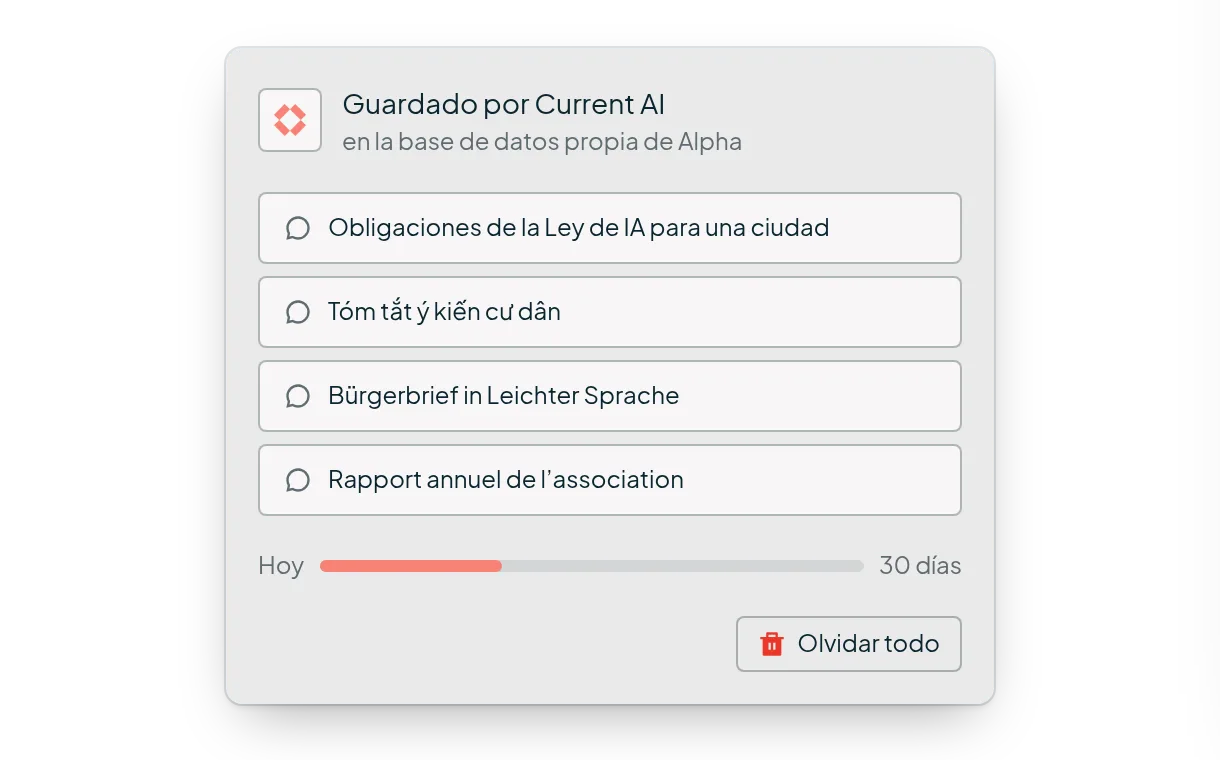 Guardado por Current AI
en la base de datos propia de Alpha
Obligaciones de la Ley de IA para una ciudad
Tóm tắt ý kiến cư dân
Bürgerbrief in Leichter Sprache
Rapport annuel de l’association
Hoy
30 días
Olvidar todo